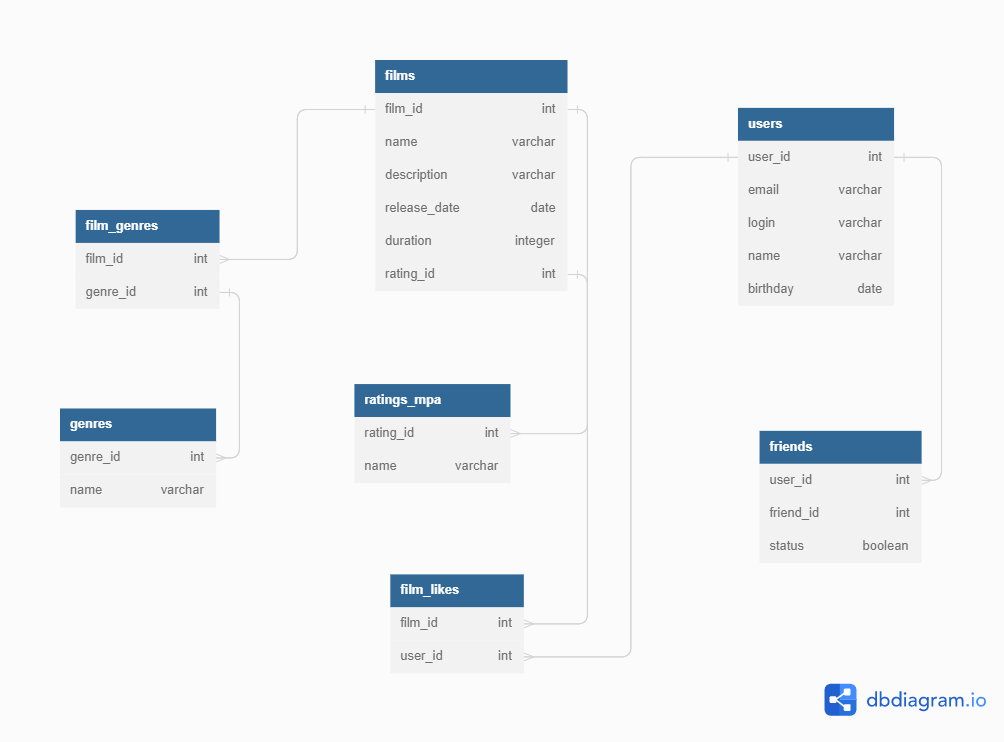 films
film_id int
name varchar
description varchar
release_date date
duration integer
rating_id int
users
user_id int
email varchar
login varchar
name varchar
birthday date
film_genres
film_id int
genre_id int
genres
genre_id int
name varchar
ratings_mpa
rating_id int
name varchar
friends
user_id int
friend_id int
status boolean
film_likes
film_id int
user_id int
dbdiagram.io